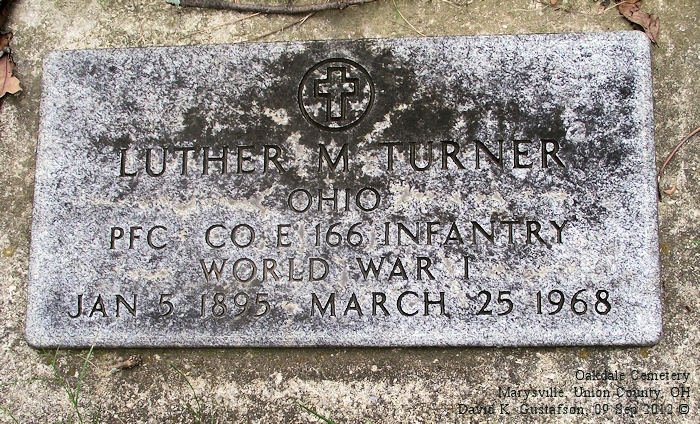 LUTHER M TURNER
OHIO
PFC CO E 166 INFANTRY
WORLD WAR I
JAN 5 1895 MARCH 25 1968
Oakdale Cemetery
Marysville, Union County, OH
David K. Gustafson, 09 Sep 2012 ©